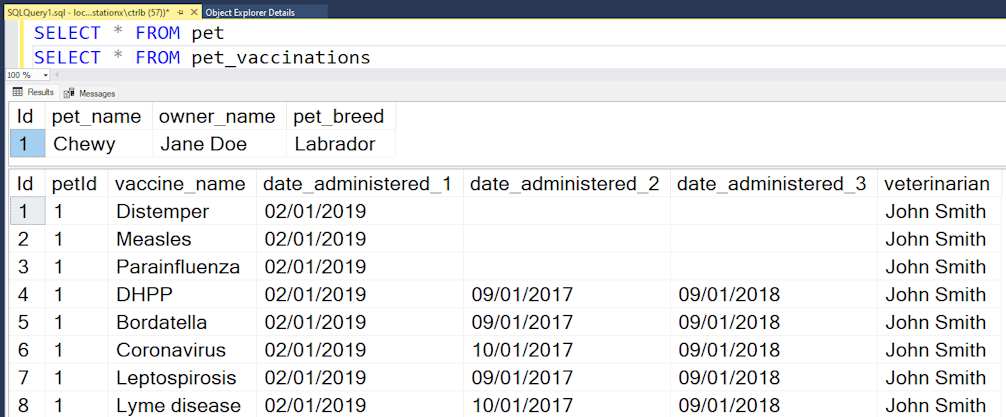 SQLQuery1.sql - loc...stationx\ctrlb (57))* Object Explorer Details
SELECT * FROM pet
SELECT * FROM pet_vaccinations
100 %
Results Messages
Id pet_name owner_name pet_breed
1 Chewy Jane Doe Labrador
Id petId vaccine_name date_administered_1 date_administered_2 date_administered_3 veterinarian
1 1 Distemper 02/01/2019 John Smith
2 1 Measles 02/01/2019 John Smith
3 1 Parainfluenza 02/01/2019 John Smith
4 1 DHPP 02/01/2019 09/01/2017 09/01/2018 John Smith
5 1 Bordatella 02/01/2019 09/01/2017 09/01/2018 John Smith
6 1 Coronavirus 02/01/2019 10/01/2017 09/01/2018 John Smith
7 1 Leptospirosis 02/01/2019 09/01/2017 09/01/2018 John Smith
8 1 Lyme disease 02/01/2019 10/01/2017 09/01/2018 John Smith